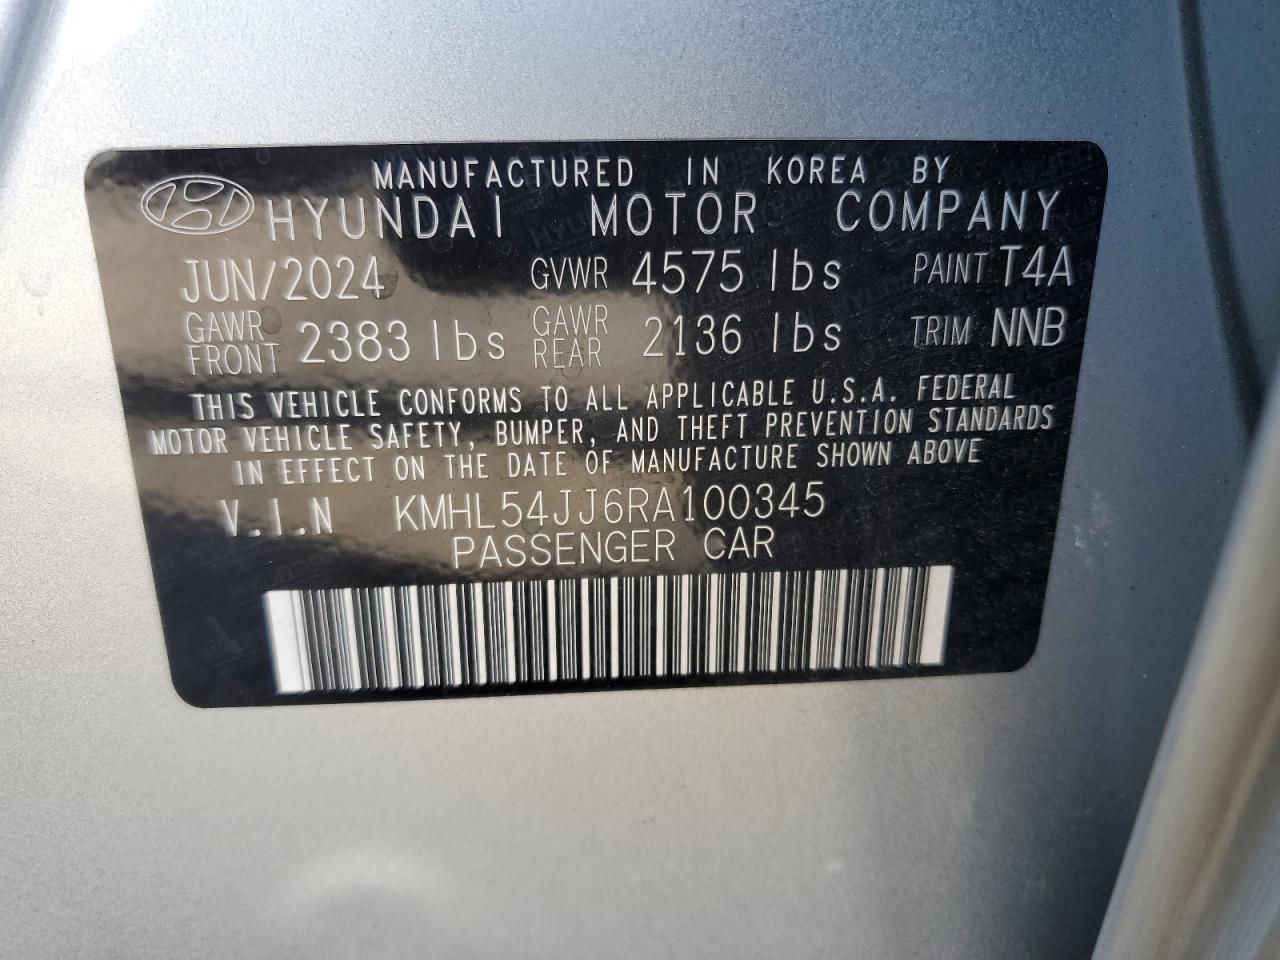 MANUFACTURED IN KOREA BY
HYUNDAI MOTOR COMPANY
JUN/2024 GVWR 4575 lbs PAINT T4A
GAWR FRONT 2383 lbs GAWR REAR 2136 lbs TRIM NNB
THIS VEHICLE CONFORMS TO ALL APPLICABLE U.S.A. FEDERAL
MOTOR VEHICLE SAFETY, BUMPER, AND THEFT PREVENTION STANDARDS
IN EFFECT ON THE DATE OF MANUFACTURE SHOWN ABOVE
V.I.N KMHL54JJ6RA100345
PASSENGER CAR